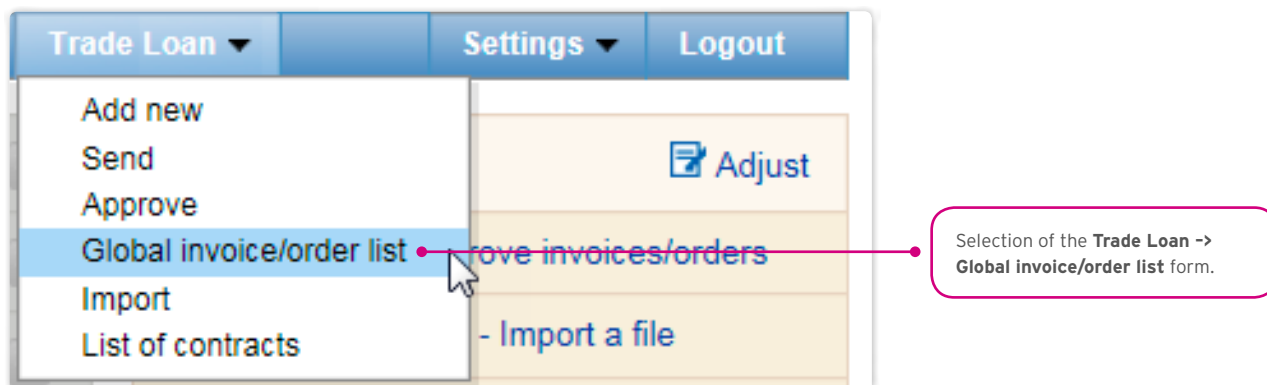 Trade Loan Settings Logout
Add new
Send
Adjust
Approve
Global invoice/order list rove invoices/orders
Import
- Import a file
List of contracts
Selection of the Trade Loan ->
Global invoice/order list form.